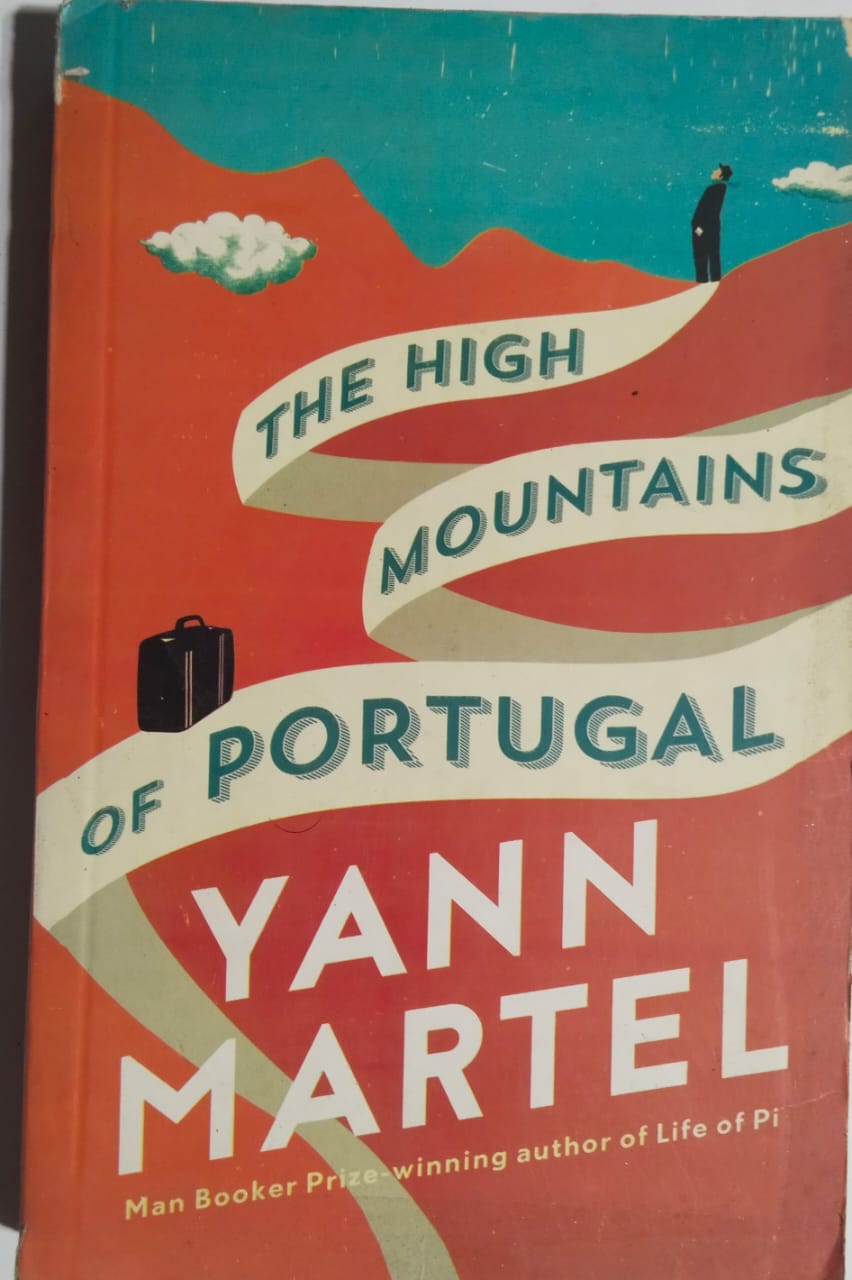 THE HIGH
MOUNTAINS
OF PORTUGAL
YANN
MARTEL
Man Booker Prize-winning author of Life of Pi